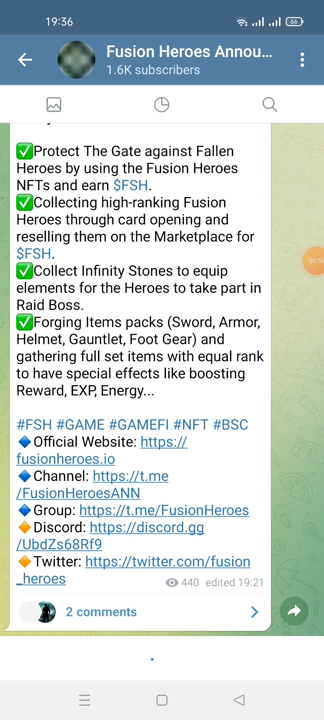 19:36
66
Fusion Heroes Annou...
1.6K subscribers
✅Protect The Gate against Fallen
Heroes by using the Fusion Heroes
NFTs and earn $FSH.
✅Collecting high-ranking Fusion
Heroes through card opening and
reselling them on the Marketplace for
$FSH.
✅Collect Infinity Stones to equip
elements for the Heroes to take part in
Raid Boss.
✅Forging Items packs (Sword, Armor,
Helmet, Gauntlet, Foot Gear) and
gathering full set items with equal rank
to have special effects like boosting
Reward, EXP, Energy...
#FSH #GAME #GAMEFI #NFT #BSC
🔷Official Website: https://
fusionheroes.io
🔷Channel: https://t.me
/FusionHeroesANN
🔷Group: https://t.me/FusionHeroes
🔶Discord: https://discord.gg
/UbdZs68Rf9
🔶Twitter: https://twitter.com/fusion
_heroes
440 edited 19:21
2 comments